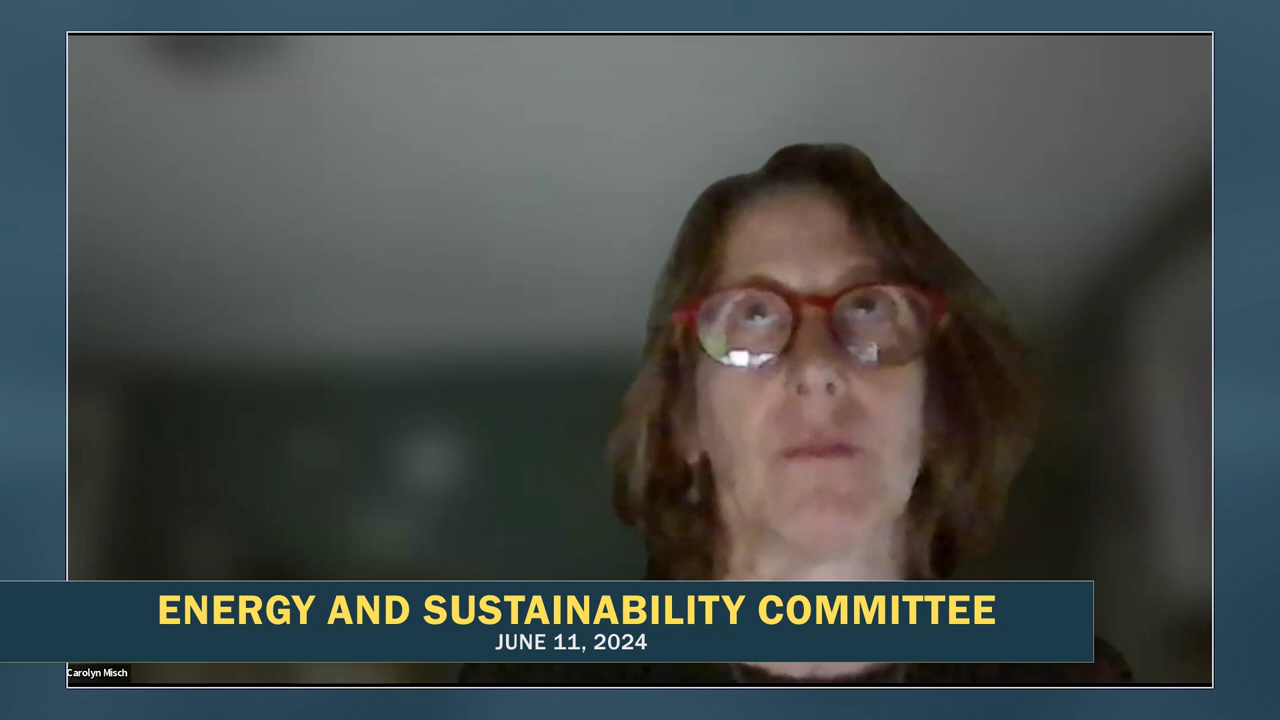 ENERGY AND SUSTAINABILITY COMMITTEE
JUNE 11, 2024
Carolyn Misch